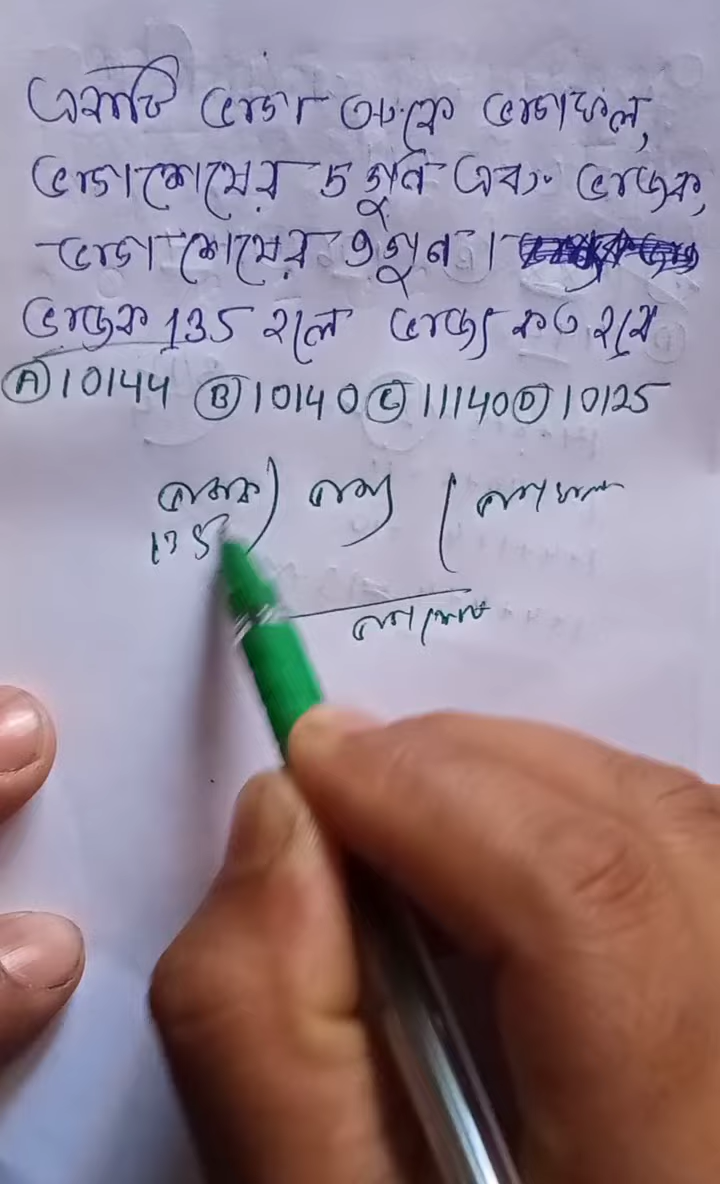 একটি ভাগ অংকে ভাগফল,
ভাগশেষের 5 গুন এবং ভাজক,
ভাগশেষের 9 গুন।
ভাজক 135 হলে ভাজ্য কত হবে
(A) 10144 (B) 10140 (C) 11140 (D) 10125
ভাজক) ভাজ্য (ভাগফল
135
ভাগশেষ